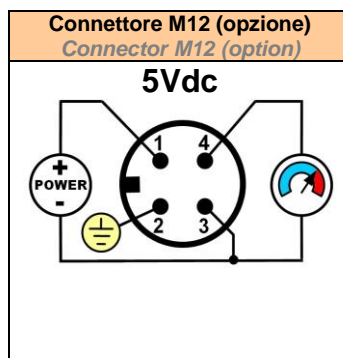 Connettore M12 (opzione)
Connector M12 (option)
5Vdc
1 4
+
POWER
-
2 3